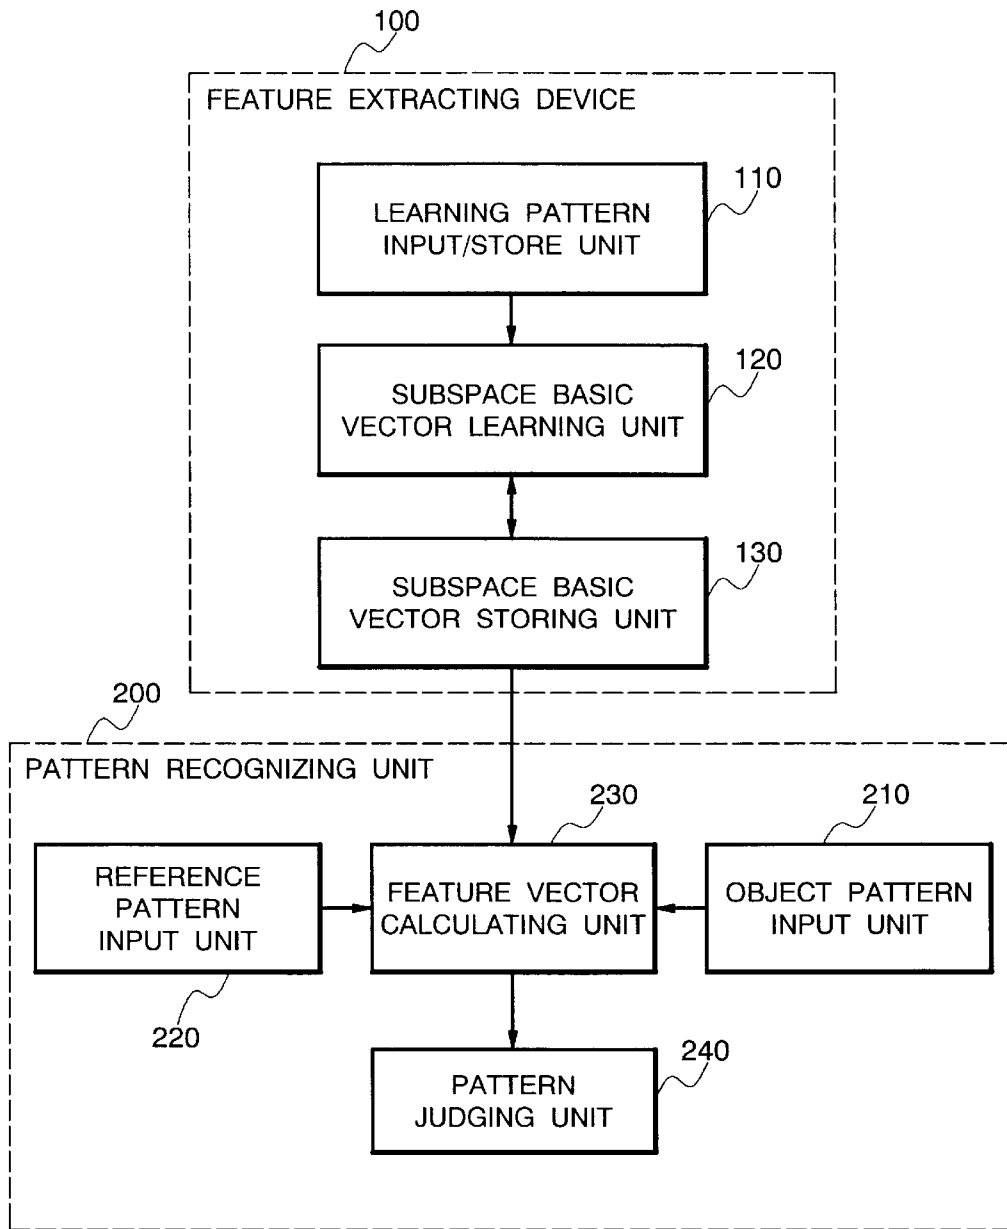 100
FEATURE EXTRACTING DEVICE
110
LEARNING PATTERN
INPUT/STORE UNIT
120
SUBSPACE BASIC
VECTOR LEARNING UNIT
130
SUBSPACE BASIC
VECTOR STORING UNIT
200
PATTERN RECOGNIZING UNIT
230
210
REFERENCE
PATTERN
INPUT UNIT
FEATURE VECTOR
CALCULATING UNIT
OBJECT PATTERN
INPUT UNIT
220
240
PATTERN
JUDGING UNIT